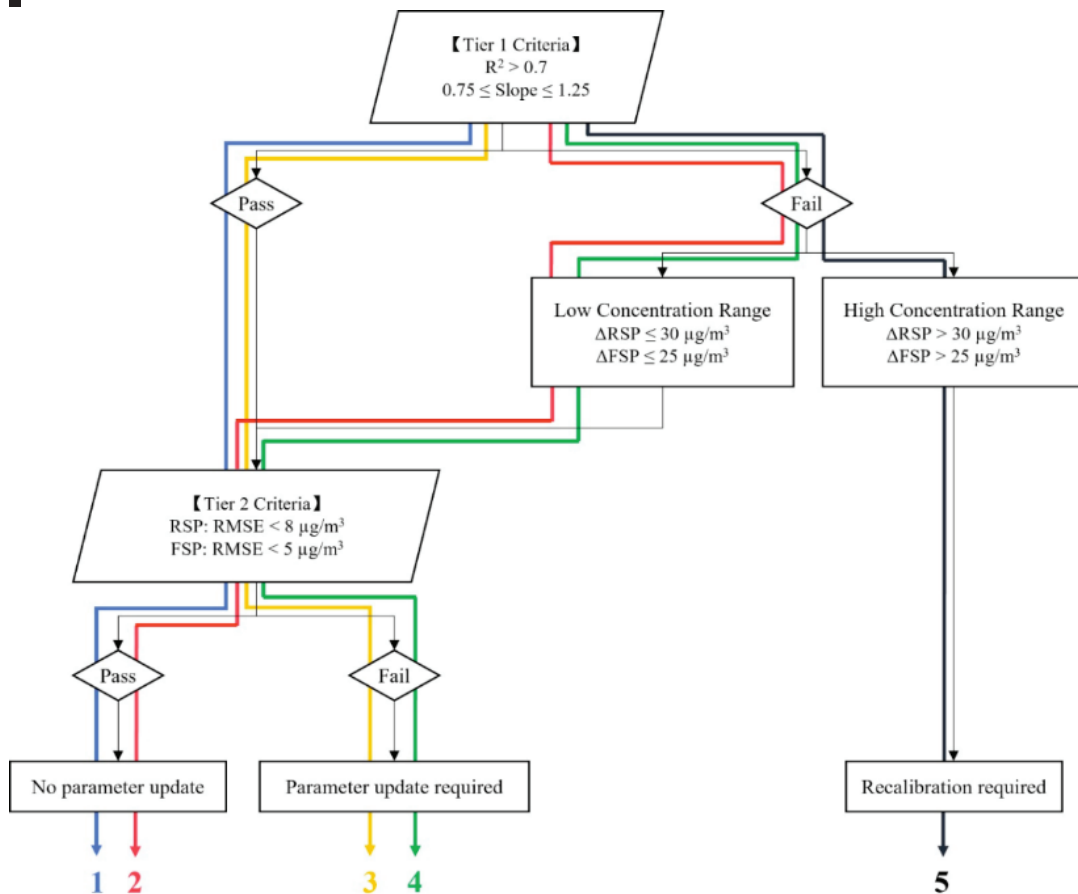 【Tier 1 Criteria】
R² > 0.7
0.75 ≤ Slope ≤ 1.25
Pass
Fail
Low Concentration Range
ΔRSP ≤ 30 µg/m³
ΔFSP ≤ 25 µg/m³
High Concentration Range
ΔRSP > 30 µg/m³
ΔFSP > 25 µg/m³
【Tier 2 Criteria】
RSP: RMSE < 8 µg/m³
FSP: RMSE < 5 µg/m³
Pass
Fail
No parameter update
Parameter update required
Recalibration required
1
2
3
4
5